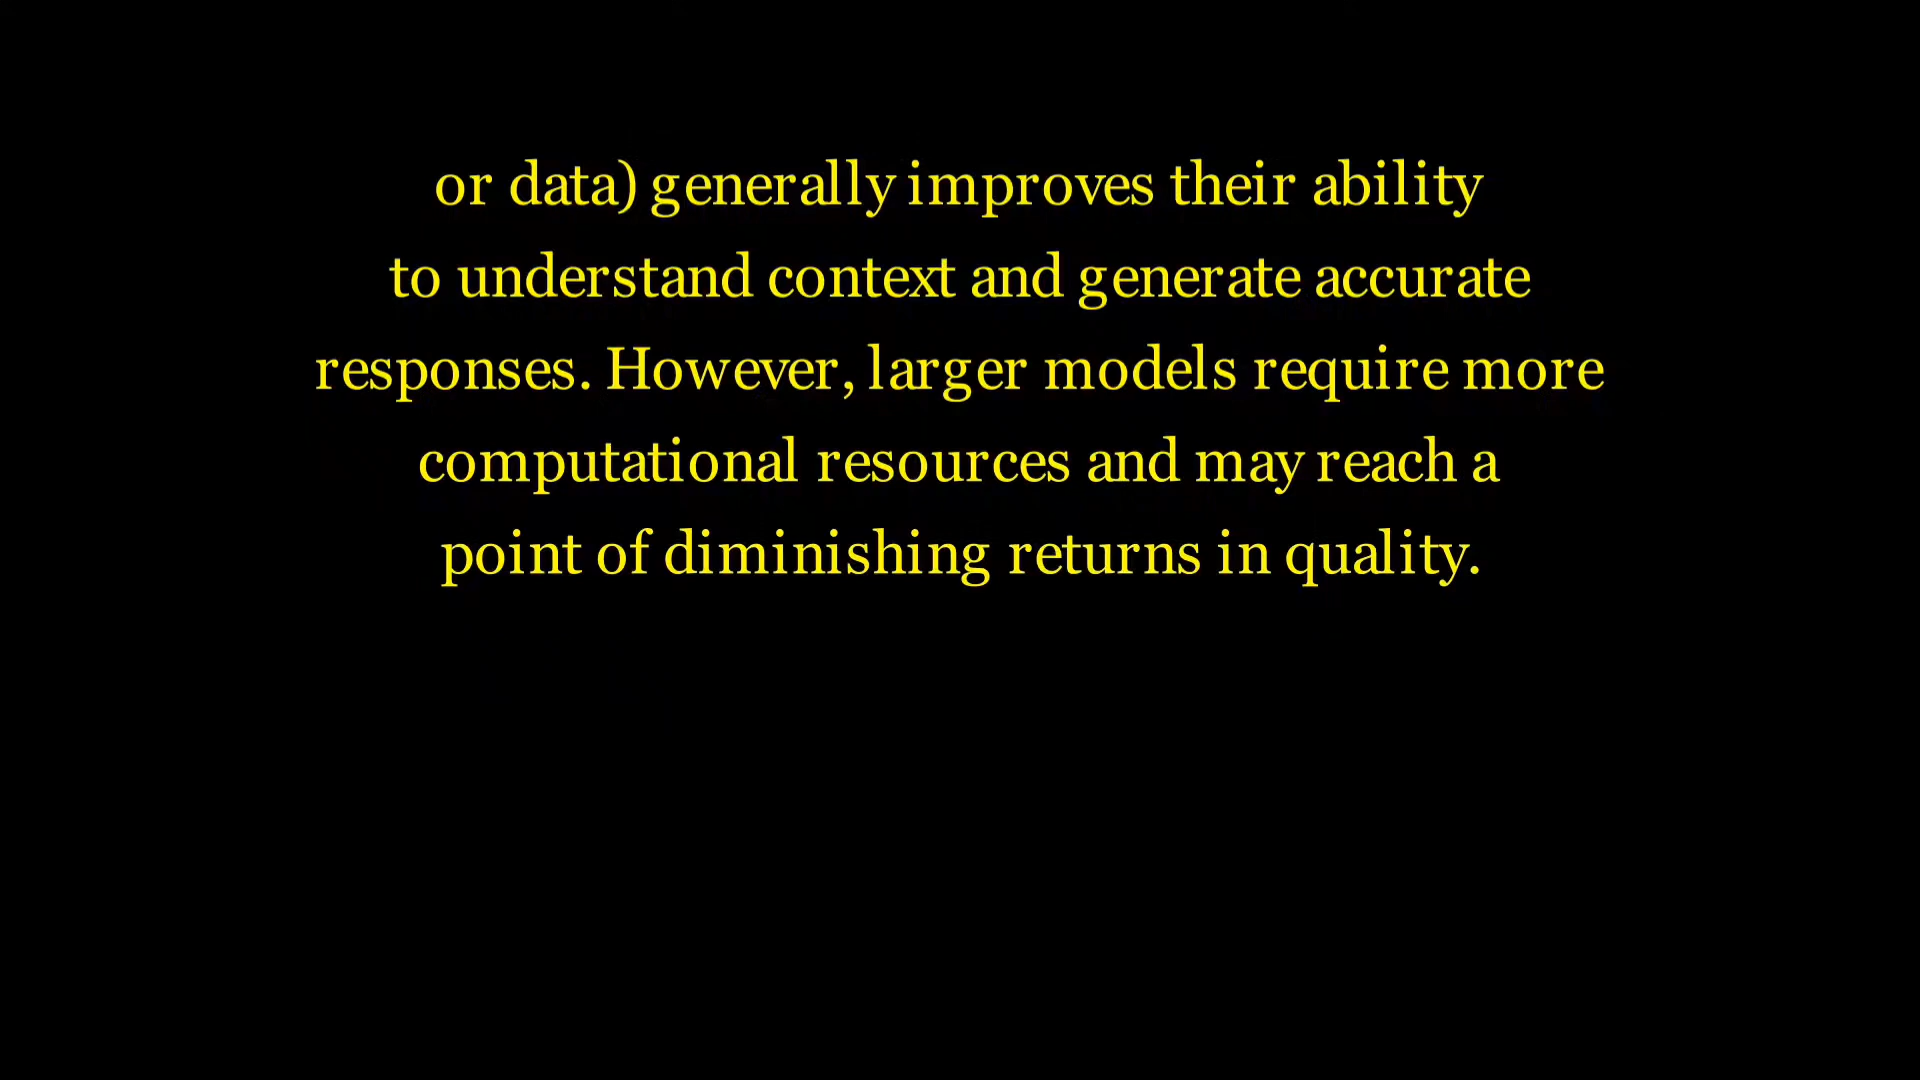 or data) generally improves their ability
to understand context and generate accurate
responses. However, larger models require more
computational resources and may reach a
point of diminishing returns in quality.